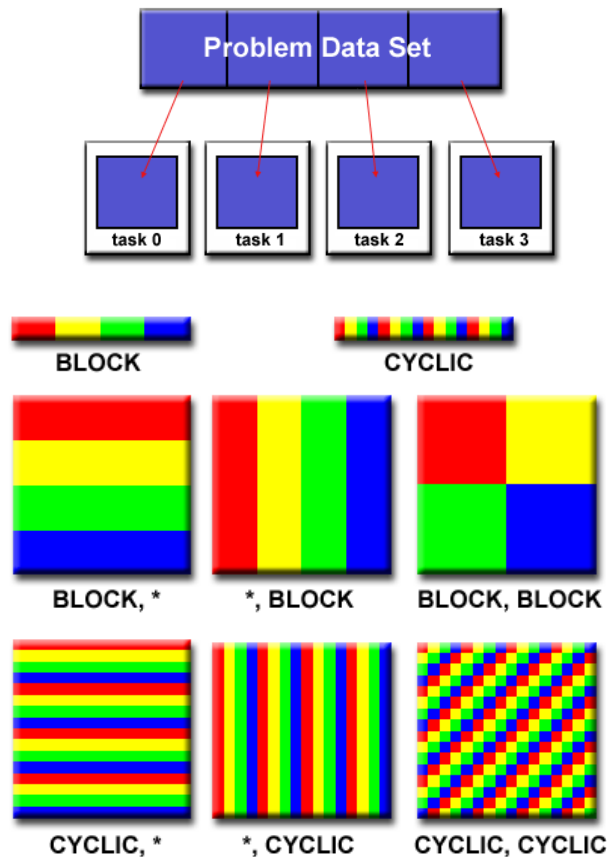 Problem Data Set
task 0 task 1 task 2 task 3
BLOCK CYCLIC
BLOCK, * *, BLOCK BLOCK, BLOCK
CYCLIC, * *, CYCLIC CYCLIC, CYCLIC